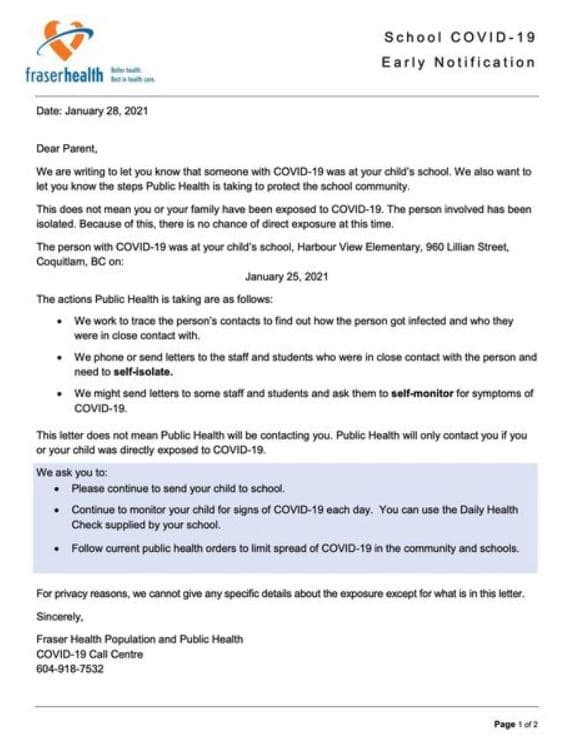 School COVID-19
Early Notification
fraserhealth
Better health.
Best in health care.
Date: January 28, 2021
Dear Parent,
We are writing to let you know that someone with COVID-19 was at your child's school. We also want to
let you know the steps Public Health is taking to protect the school community.
This does not mean you or your family have been exposed to COVID-19. The person involved has been
isolated. Because of this, there is no chance of direct exposure at this time.
The person with COVID-19 was at your child's school, Harbour View Elementary, 960 Lillian Street,
Coquitlam, BC on:
January 25, 2021
The actions Public Health is taking are as follows:
• We work to trace the person's contacts to find out how the person got infected and who they
were in close contact with.
• We phone or send letters to the staff and students who were in close contact with the person and
need to self-isolate.
• We might send letters to some staff and students and ask them to self-monitor for symptoms of
COVID-19.
This letter does not mean Public Health will be contacting you. Public Health will only contact you if you
or your child was directly exposed to COVID-19.
We ask you to:
• Please continue to send your child to school.
• Continue to monitor your child for signs of COVID-19 each day. You can use the Daily Health
Check supplied by your school.
• Follow current public health orders to limit spread of COVID-19 in the community and schools.
For privacy reasons, we cannot give any specific details about the exposure except for what is in this letter.
Sincerely,
Fraser Health Population and Public Health
COVID-19 Call Centre
604-918-7532
Page 1 of 2